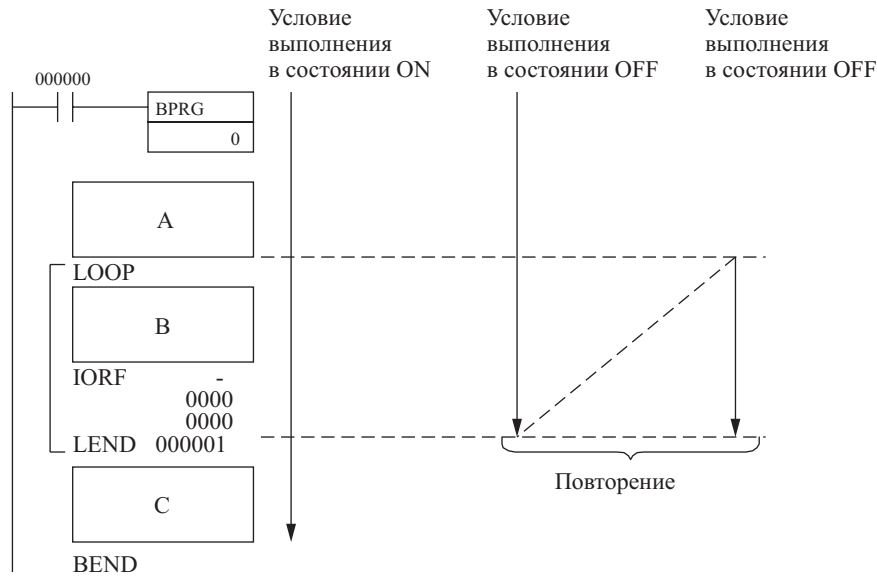 Условие
выполнения
в состоянии ON
Условие
выполнения
в состоянии OFF
Условие
выполнения
в состоянии OFF
000000
BPRG
0
A
LOOP
B
IORF -
0000
0000
LEND 000001
Повторение
C
BEND